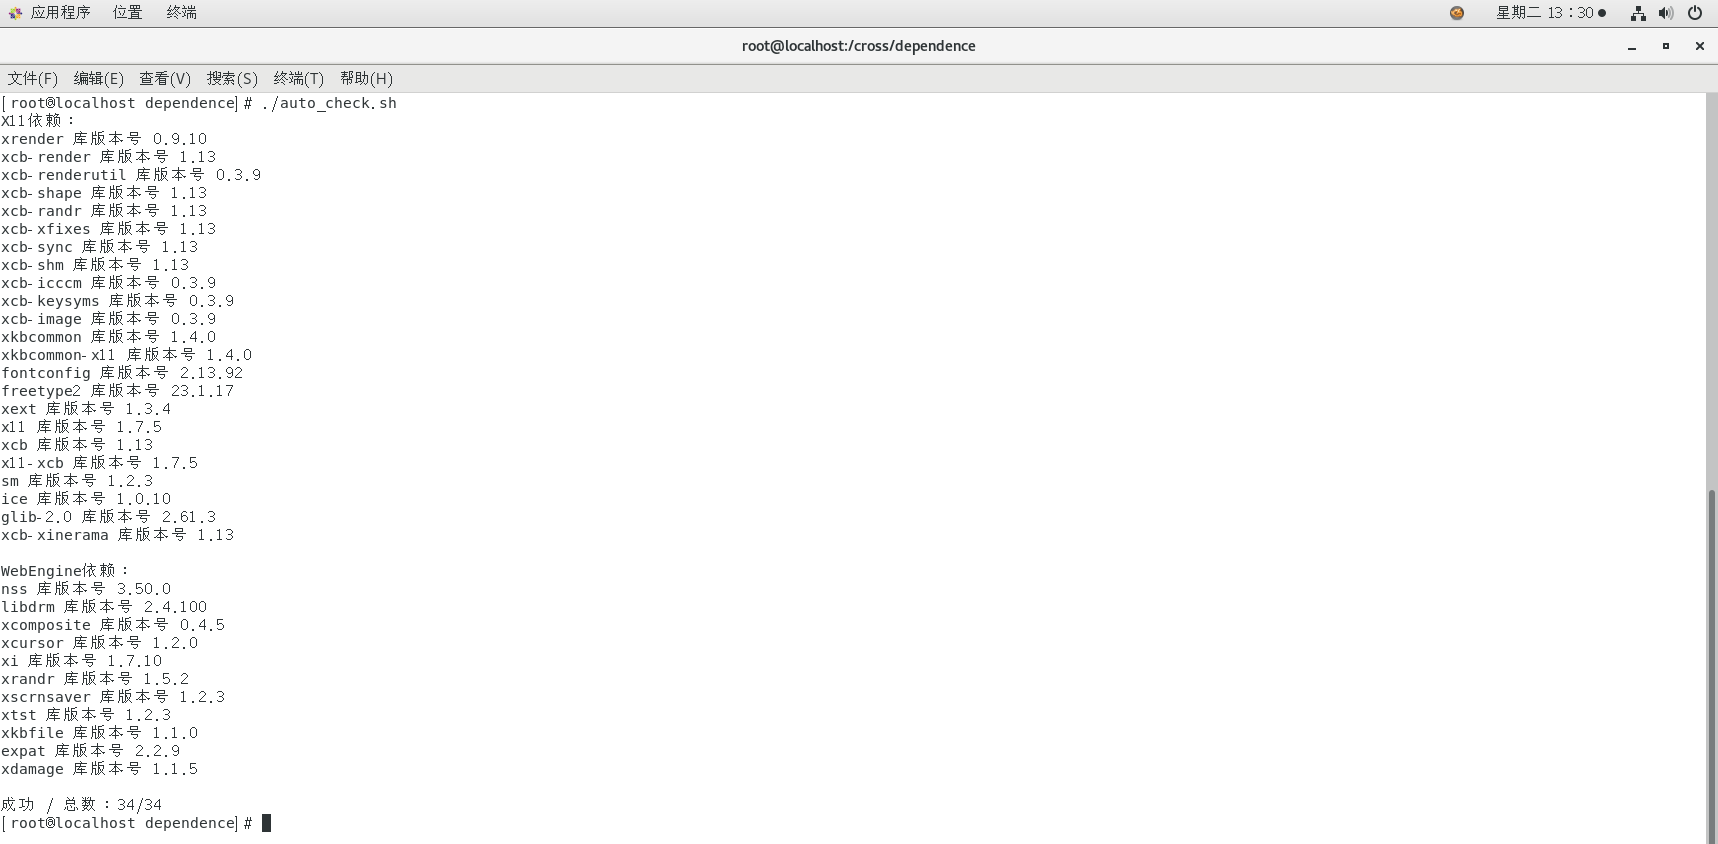 应用程序 位置 终端 星期二 13：30
root@localhost:/cross/dependence
文件(F) 编辑(E) 查看(V) 搜索(S) 终端(T) 帮助(H)
[root@localhost dependence]# ./auto_check.sh
X11依赖：
xrender 库版本号 0.9.10
xcb-render 库版本号 1.13
xcb-renderutil 库版本号 0.3.9
xcb-shape 库版本号 1.13
xcb-randr 库版本号 1.13
xcb-xfixes 库版本号 1.13
xcb-sync 库版本号 1.13
xcb-shm 库版本号 1.13
xcb-icccm 库版本号 0.3.9
xcb-keysyms 库版本号 0.3.9
xcb-image 库版本号 0.3.9
xkbcommon 库版本号 1.4.0
xkbcommon-x11 库版本号 1.4.0
fontconfig 库版本号 2.13.92
freetype2 库版本号 23.1.17
xext 库版本号 1.3.4
x11 库版本号 1.7.5
xcb 库版本号 1.13
x11-xcb 库版本号 1.7.5
sm 库版本号 1.2.3
ice 库版本号 1.0.10
glib-2.0 库版本号 2.61.3
xcb-xinerama 库版本号 1.13
WebEngine依赖：
nss 库版本号 3.50.0
libdrm 库版本号 2.4.100
xcomposite 库版本号 0.4.5
xcursor 库版本号 1.2.0
xi 库版本号 1.7.10
xrandr 库版本号 1.5.2
xscrnsaver 库版本号 1.2.3
xtst 库版本号 1.2.3
xkbfile 库版本号 1.1.0
expat 库版本号 2.2.9
xdamage 库版本号 1.1.5
成功 / 总数：34/34
[root@localhost dependence]#